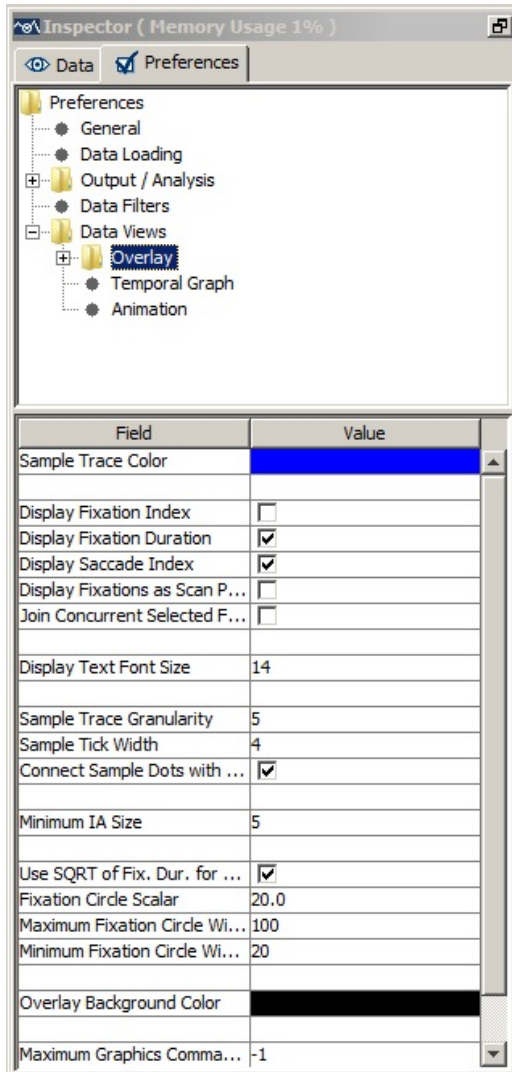 Inspector ( Memory Usage 1% )
Data Preferences
Preferences
General
Data Loading
Output / Analysis
Data Filters
Data Views
Overlay
Temporal Graph
Animation
Field Value
Sample Trace Color
Display Fixation Index
Display Fixation Duration
Display Saccade Index
Display Fixations as Scan P...
Join Concurrent Selected F...
Display Text Font Size 14
Sample Trace Granularity 5
Sample Tick Width 4
Connect Sample Dots with ...
Minimum IA Size 5
Use SQRT of Fix. Dur. for ...
Fixation Circle Scalar 20.0
Maximum Fixation Circle Wi... 100
Minimum Fixation Circle Wi... 20
Overlay Background Color
Maximum Graphics Comma... -1